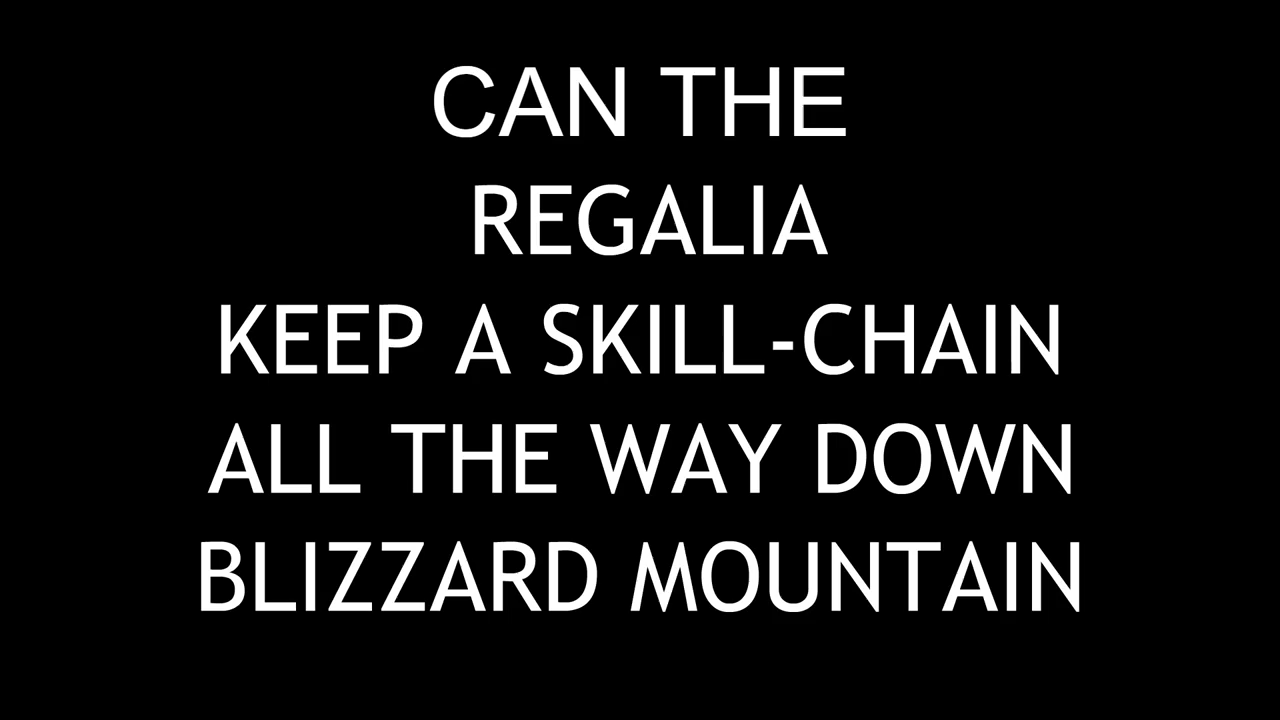 CAN THE
REGALIA
KEEP A SKILL-CHAIN
ALL THE WAY DOWN
BLIZZARD MOUNTAIN